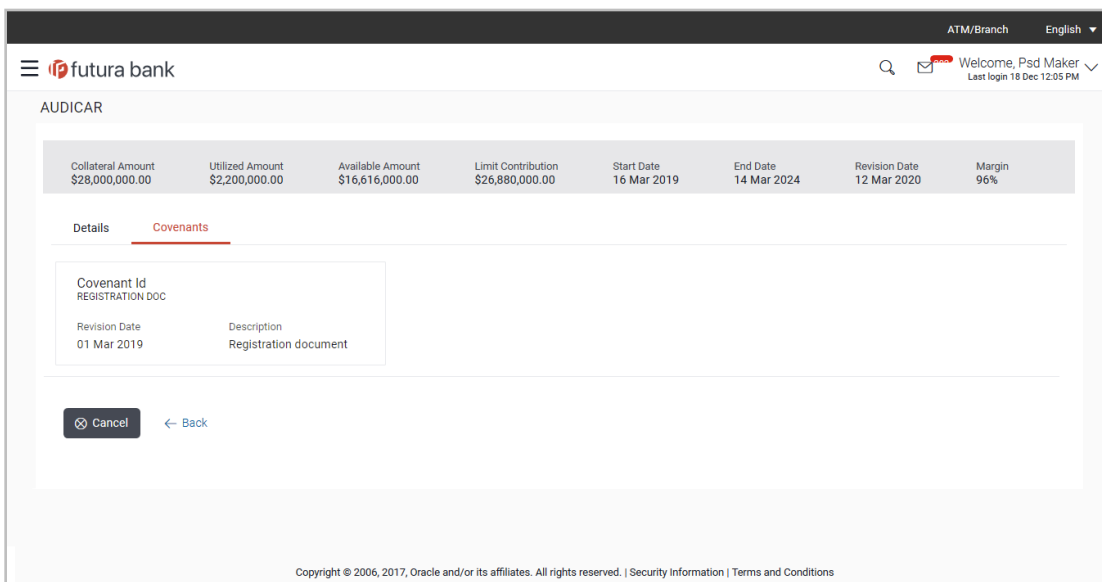 ATM/Branch English
futura bank
Welcome, Psd Maker
Last login 18 Dec 12:05 PM
AUDICAR
Collateral Amount Utilized Amount Available Amount Limit Contribution Start Date End Date Revision Date Margin
$28,000,000.00 $2,200,000.00 $16,616,000.00 $26,880,000.00 16 Mar 2019 14 Mar 2024 12 Mar 2020 96%
Details Covenants
Covenant Id
REGISTRATION DOC
Revision Date Description
01 Mar 2019 Registration document
Cancel Back
Copyright © 2006, 2017, Oracle and/or its affiliates. All rights reserved. | Security Information | Terms and Conditions